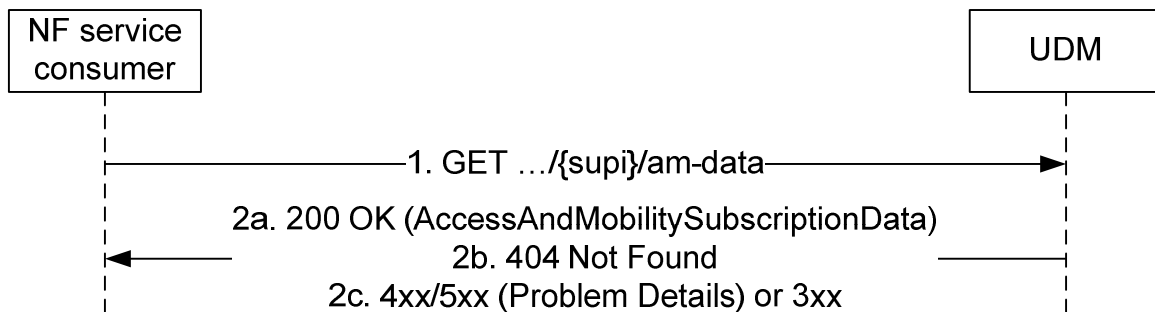 NF service
consumer
UDM
1. GET …/{supi}/am-data
2a. 200 OK (AccessAndMobilitySubscriptionData)
2b. 404 Not Found
2c. 4xx/5xx (Problem Details) or 3xx